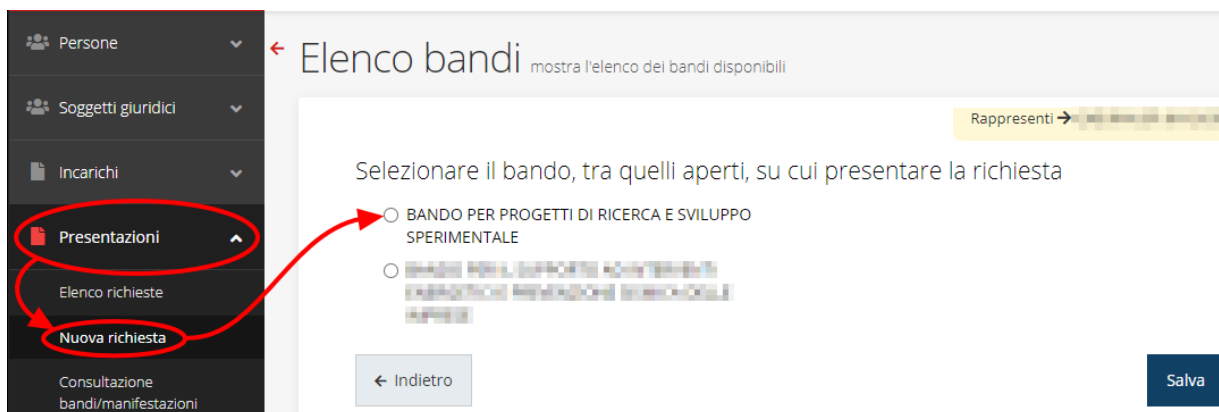 Persone
Soggetti giuridici
Incarichi
Presentazioni
Elenco richieste
Nuova richiesta
Consultazione
bandi/manifestazioni
Elenco bandi mostra l'elenco dei bandi disponibili
Rappresenti
Selezionare il bando, tra quelli aperti, su cui presentare la richiesta
BANDO PER PROGETTI DI RICERCA E SVILUPPO
SPERIMENTALE
Indietro
Salva